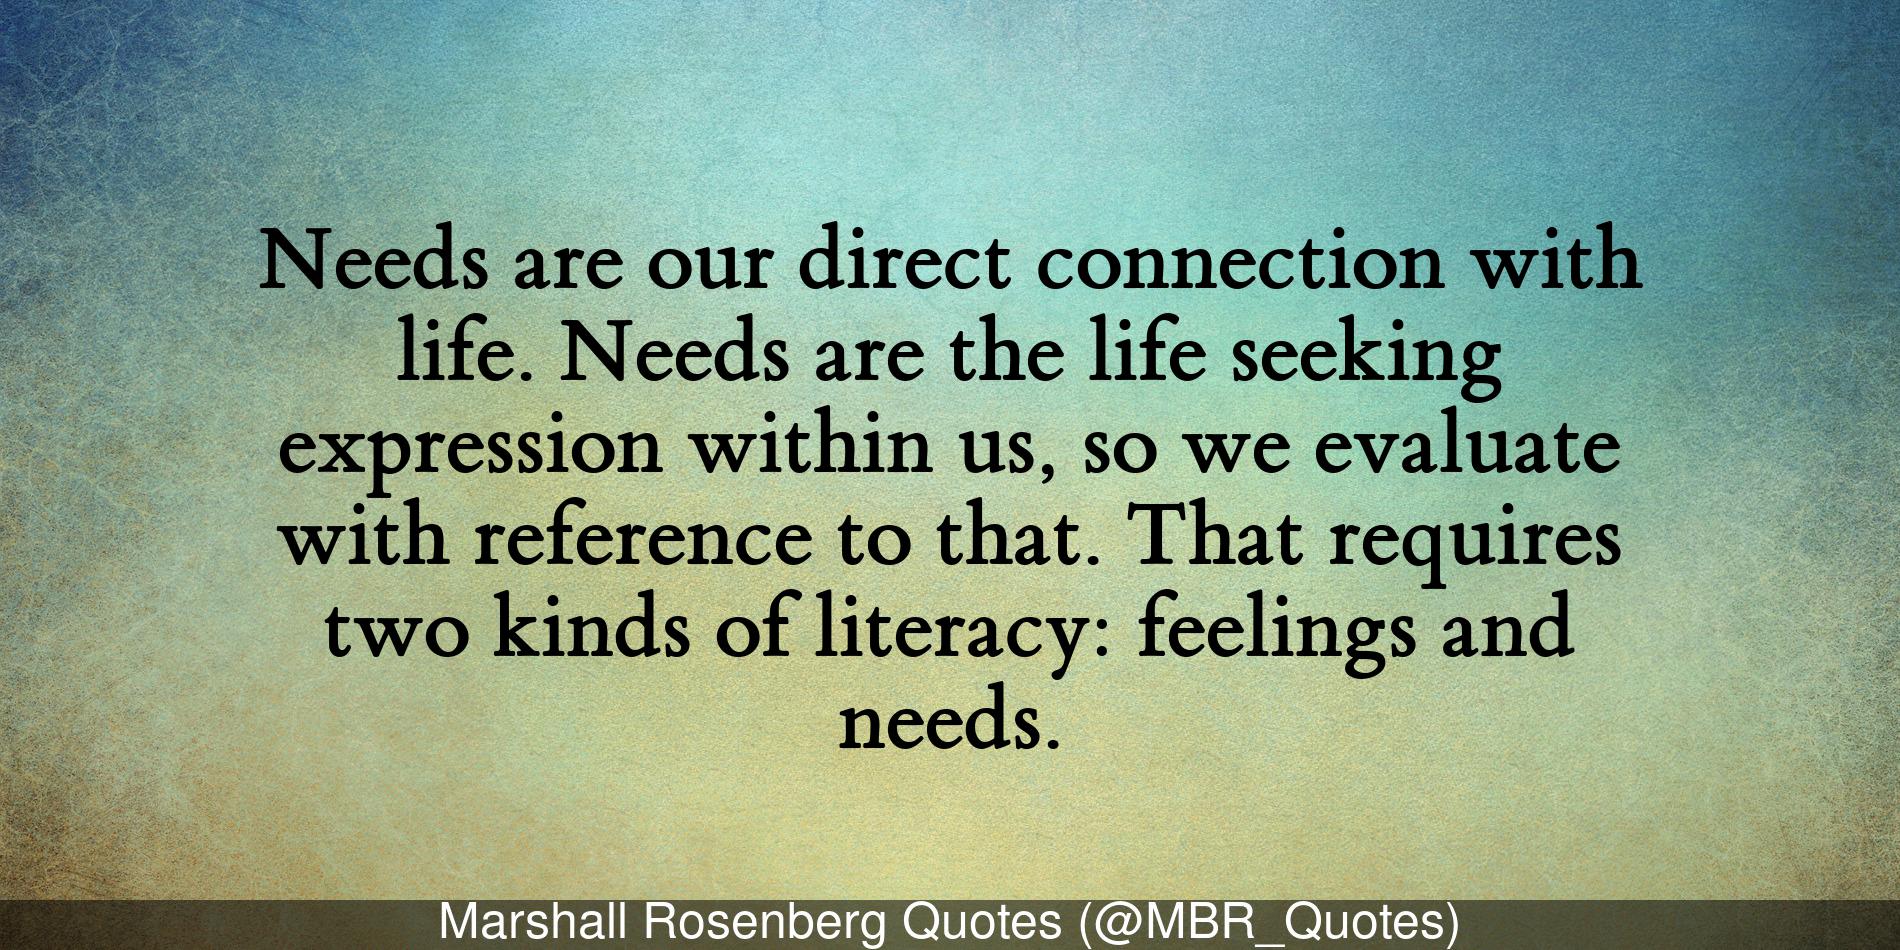 Needs are our direct connection with
life. Needs are the life seeking
expression within us, so we evaluate
with reference to that. That requires
two kinds of literacy: feelings and
needs.
Marshall Rosenberg Quotes (@MBR_Quotes)